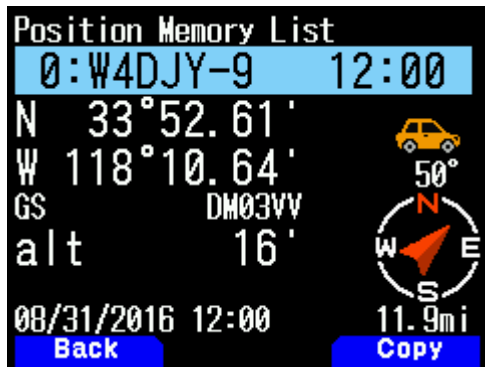 Position Memory List
0:W4DJY-9 12:00
N 33°52.61'
W 118°10.64'
50°
GS DM03VV
N
alt 16'
W E
S
08/31/2016 12:00 11.9mi
Back Copy